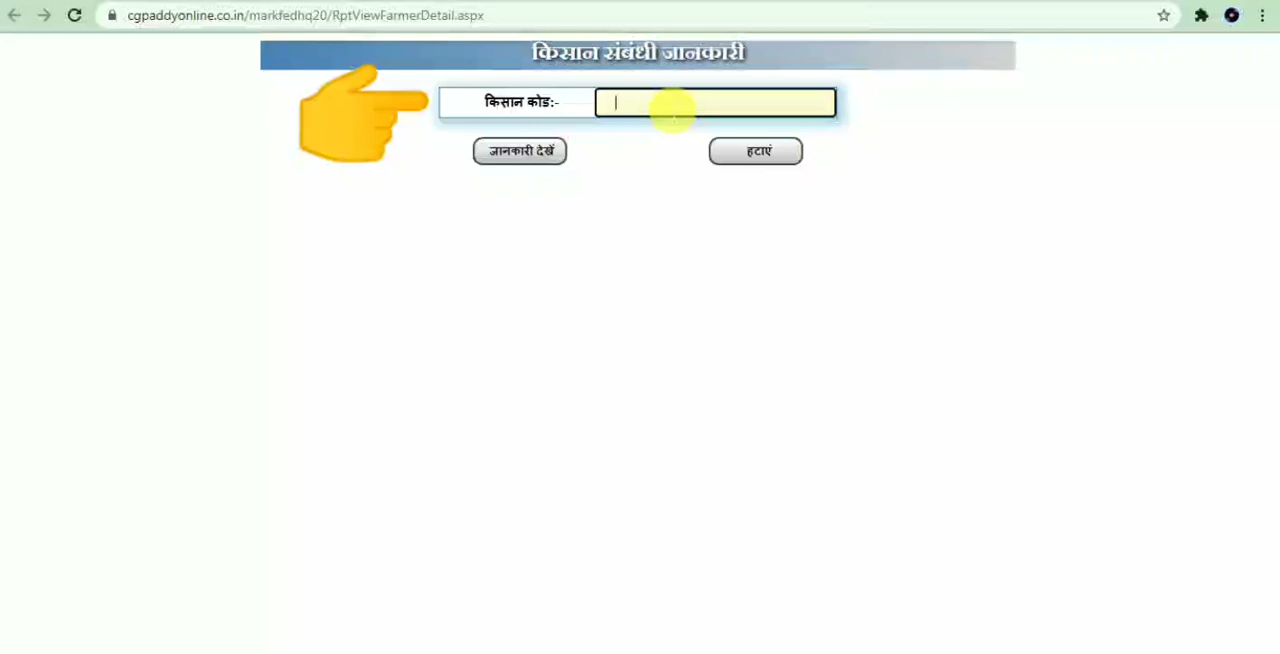 cgpaddyonline.co.in/markfedhq20/RptViewFarmerDetail.aspx
किसान संबंधी जानकारी
किसान कोड:-
जानकारी देखें हटाएं